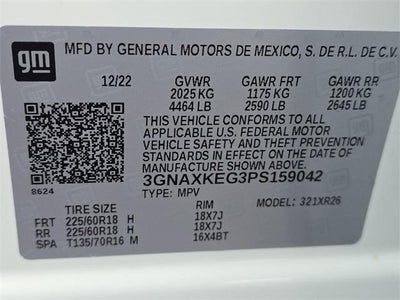 gm
MFD BY GENERAL MOTORS DE MEXICO, S. DE R.L. DE C.V.
12/22 GVWR GAWR FRT GAWR RR
2025 KG 1175 KG 1200 KG
4464 LB 2590 LB 2645 LB
THIS VEHICLE CONFORMS TO ALL
APPLICABLE U.S. FEDERAL MOTOR
VEHICLE SAFETY AND THEFT
PREVENTION STANDARDS
IN EFFECT ON THE DATE OF
MANUFACTURE SHOWN ABOVE.
8624
3GNAXKEG3PS159042
TYPE: MPV MODEL: 321XR26
TIRE SIZE RIM
FRT 225/60R18 H 18X7J
RR 225/60R18 H 18X7J
SPA T135/70R16 M 16X4BT